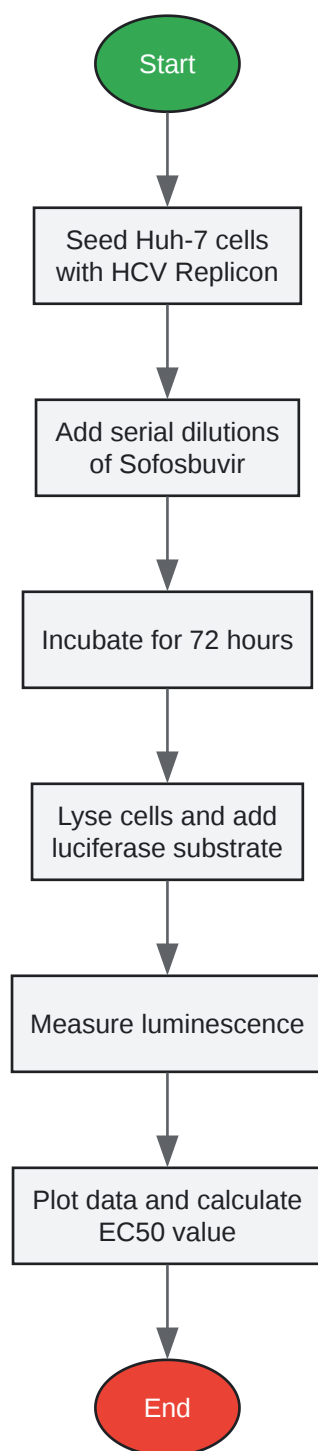 Start
Seed Huh-7 cells
with HCV Replicon
Add serial dilutions
of Sofosbuvir
Incubate for 72 hours
Lyse cells and add
luciferase substrate
Measure luminescence
Plot data and calculate
EC50 value
End